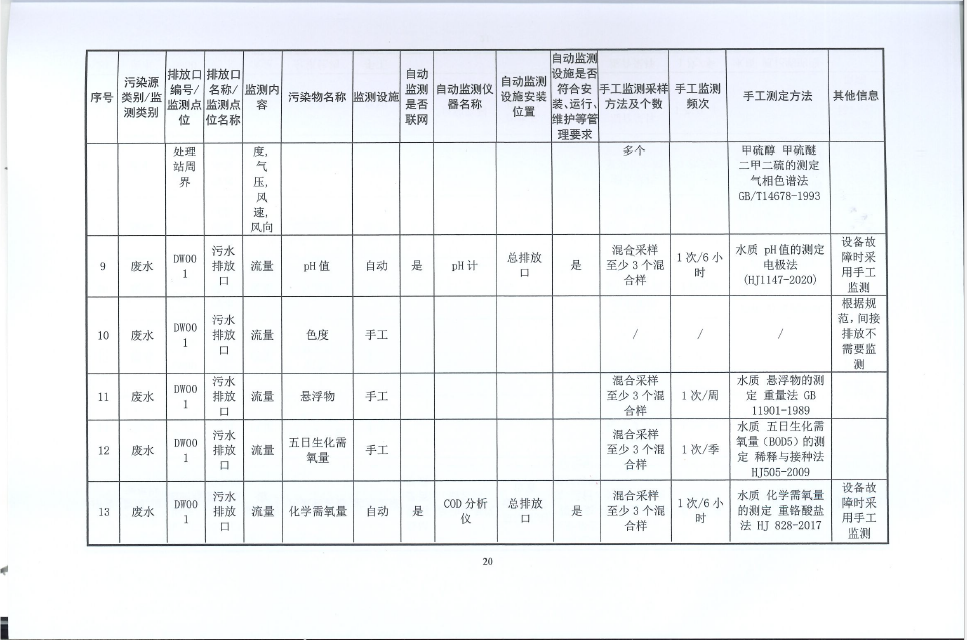 序号
污染源
类别/监
测类别
排放口
编号/
监测点
位
排放口
名称/
监测点
位名称
监测内
容
污染物名称
监测设施
自动
监测
是否
联网
自动监测仪
器名称
自动监测
设施安装
位置
自动监测
设施是否
符合安
装、运行、
维护等管
理要求
手工监测采样
方法及个数
手工监测
频次
手工测定方法
其他信息
处理
站周
界
度,
气
压,
风
速,
风向
多个
甲硫醇 甲硫醚
二甲二硫的测定
气相色谱法
GB/T14678-1993
9
废水
DW00
1
污水
排放
口
流量
pH 值
自动
是
pH 计
总排放
口
是
混合采样
至少 3 个混
合样
1 次/6 小
时
水质 pH 值的测定
电极法
(HJ1147-2020)
设备故
障时采
用手工
监测
10
废水
DW00
1
污水
排放
口
流量
色度
手工
/
/
/
根据规
范，间接
排放不
需要监
测
11
废水
DW00
1
污水
排放
口
流量
悬浮物
手工
混合采样
至少 3 个混
合样
1 次/周
水质 悬浮物的测
定 重量法 GB
11901-1989
12
废水
DW00
1
污水
排放
口
流量
五日生化需
氧量
手工
混合采样
至少 3 个混
合样
1 次/季
水质 五日生化需
氧量（BOD5）的测
定 稀释与接种法
HJ505-2009
13
废水
DW00
1
污水
排放
口
流量
化学需氧量
自动
是
COD 分析
仪
总排放
口
是
混合采样
至少 3 个混
合样
1 次/6 小
时
水质 化学需氧量
的测定 重铬酸盐
法 HJ 828-2017
设备故
障时采
用手工
监测
20